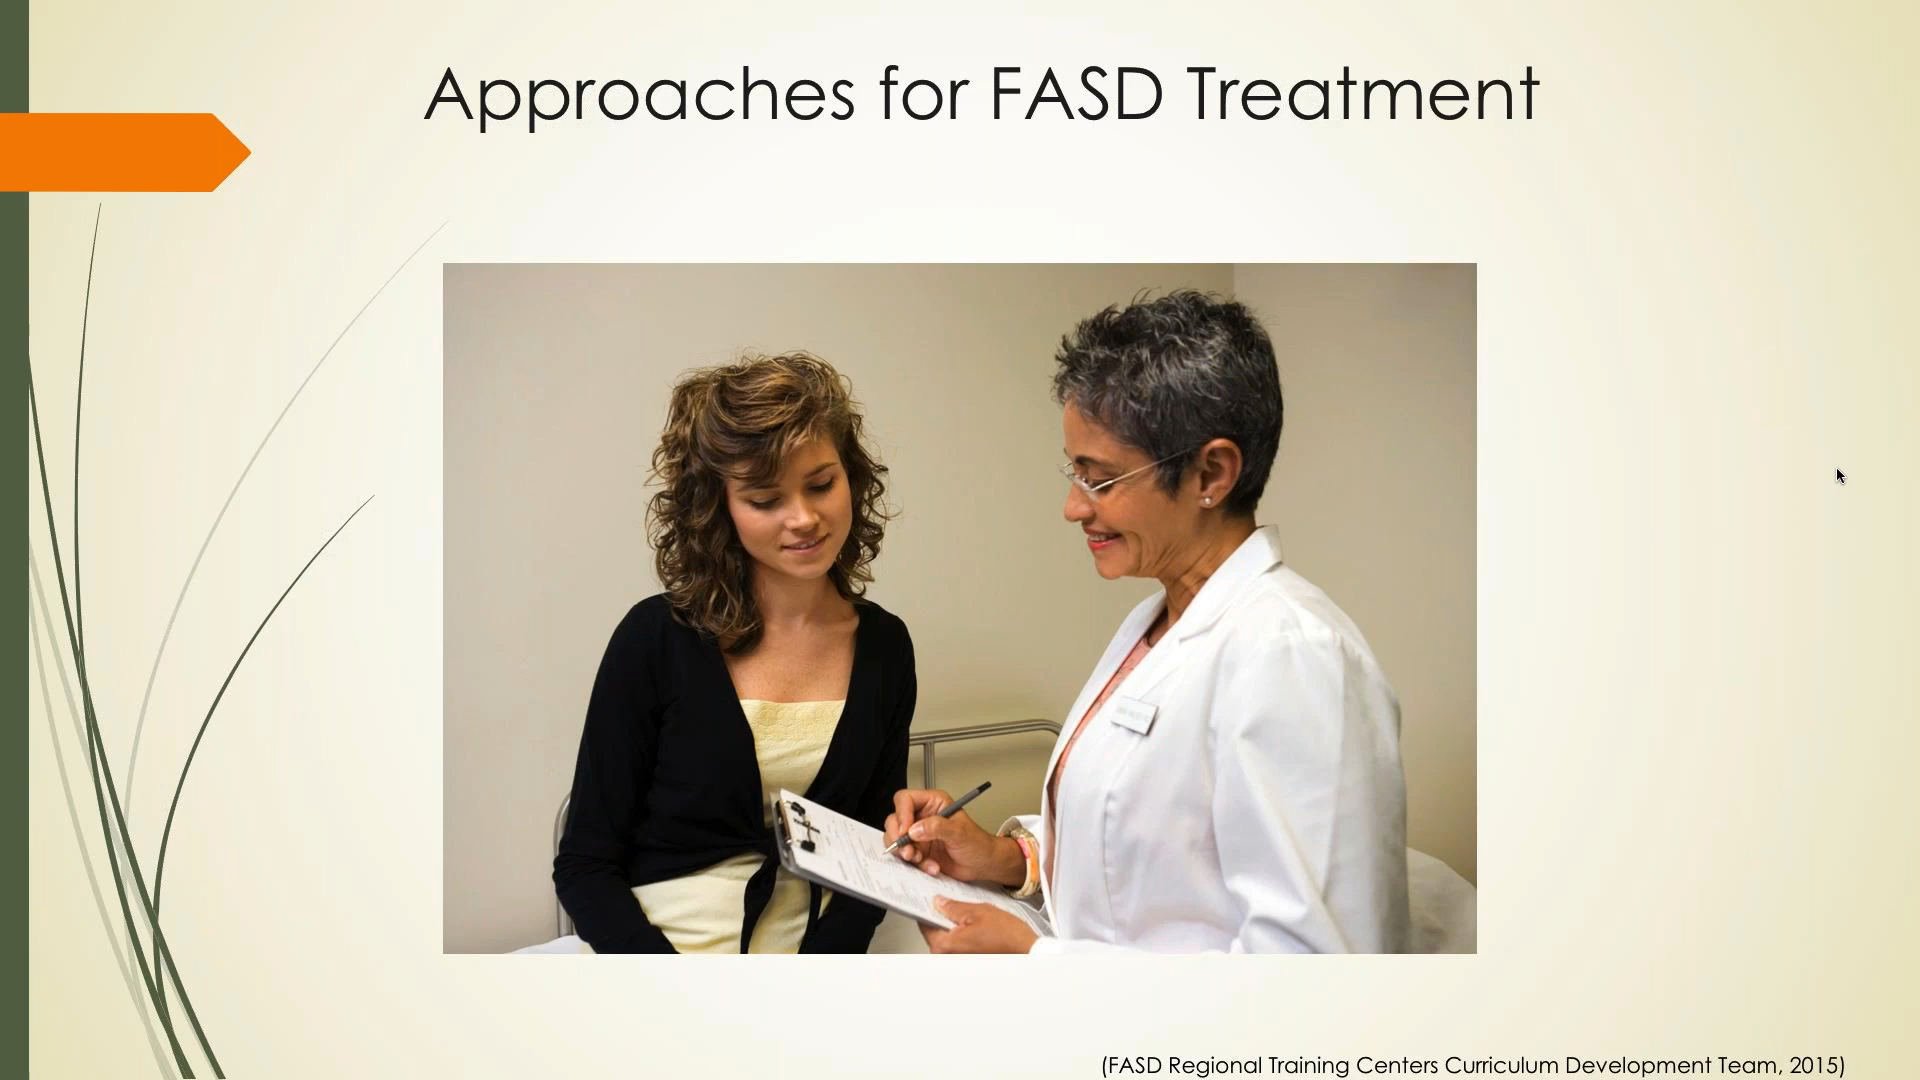 Approaches for FASD Treatment
(FASD Regional Training Centers Curriculum Development Team, 2015)